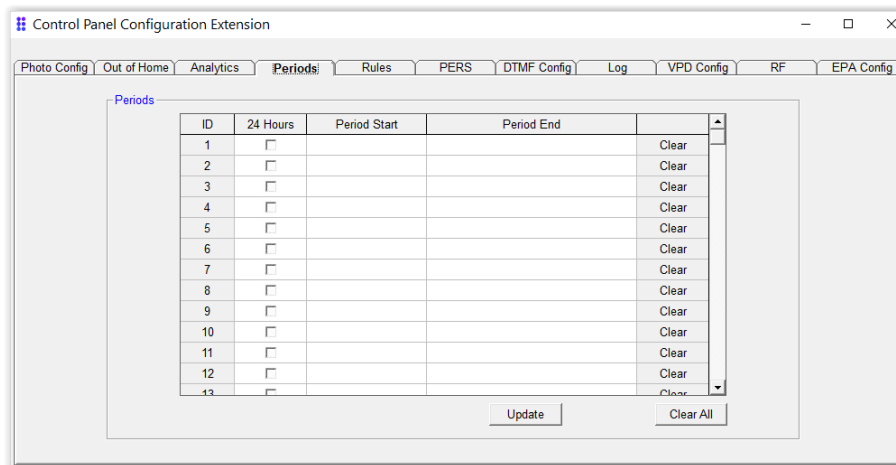 Control Panel Configuration Extension
Photo Config Out of Home Analytics Periods Rules PERS DTMF Config Log VPD Config RF EPA Config
Periods
ID 24 Hours Period Start Period End
1 Clear
2 Clear
3 Clear
4 Clear
5 Clear
6 Clear
7 Clear
8 Clear
9 Clear
10 Clear
11 Clear
12 Clear
13 Clear
Update Clear All